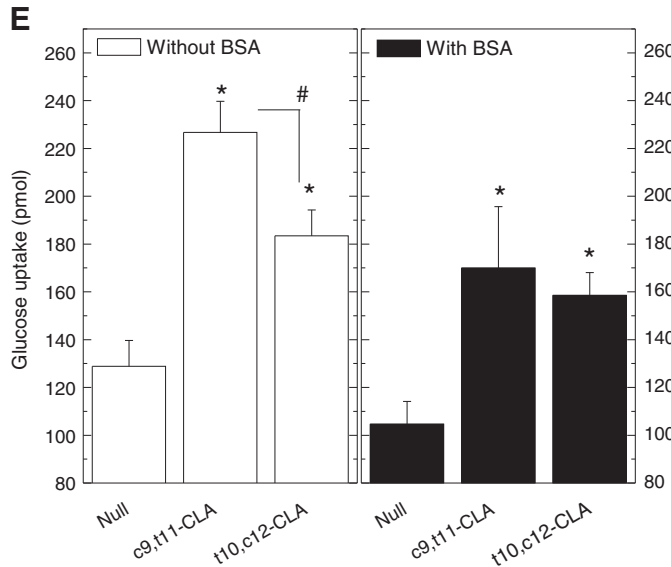 E
Without BSA
With BSA
Glucose uptake (pmol)
260
240
220
200
180
160
140
120
100
80
*
#
*
*
*
260
240
220
200
180
160
140
120
100
80
Null
c9,t11-CLA
t10,c12-CLA
Null
c9,t11-CLA
t10,c12-CLA